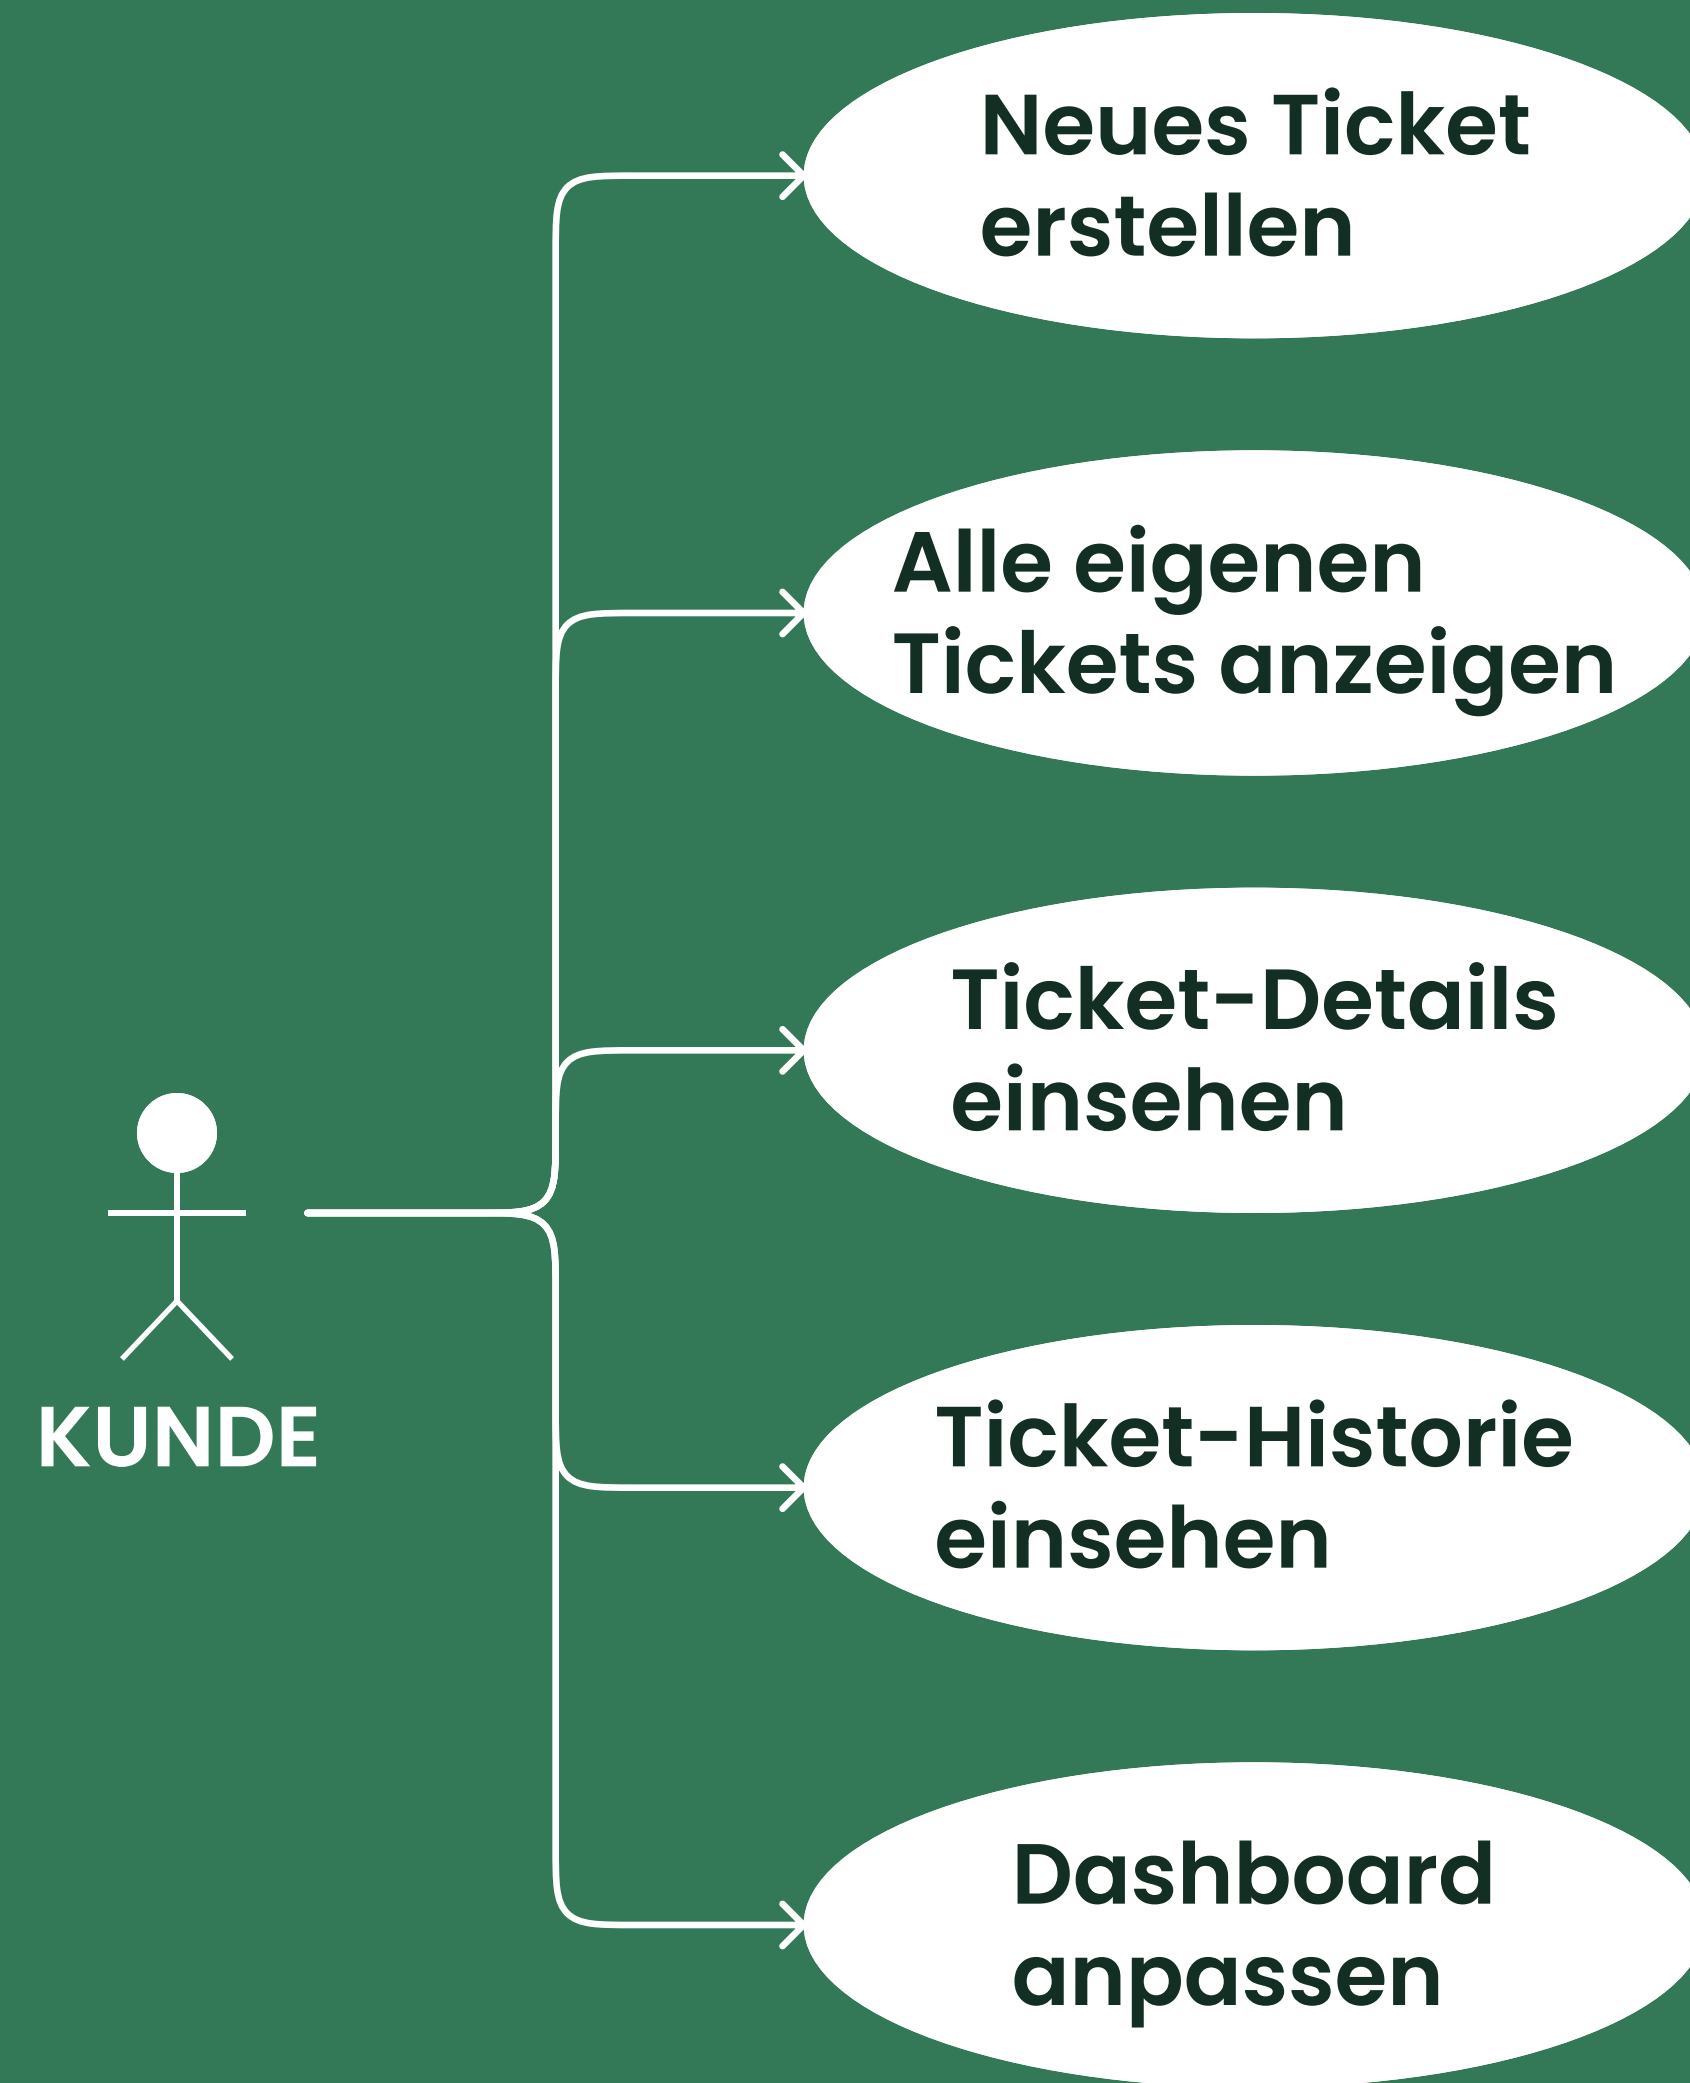 Neues Ticket
erstellen
Alle eigenen
Tickets anzeigen
Ticket-Details
einsehen
KUNDE
Ticket-Historie
einsehen
Dashboard
anpassen